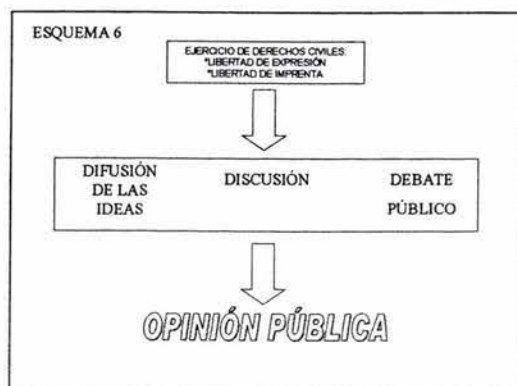 ESQUEMA 6
EJERCICIO DE DERECHOS CIVILES:
*LIBERTAD DE EXPRESIÓN
*LIBERTAD DE IMPRENTA
DIFUSIÓN DE LAS IDEAS
DISCUSIÓN
DEBATE PÚBLICO
OPINIÓN PÚBLICA